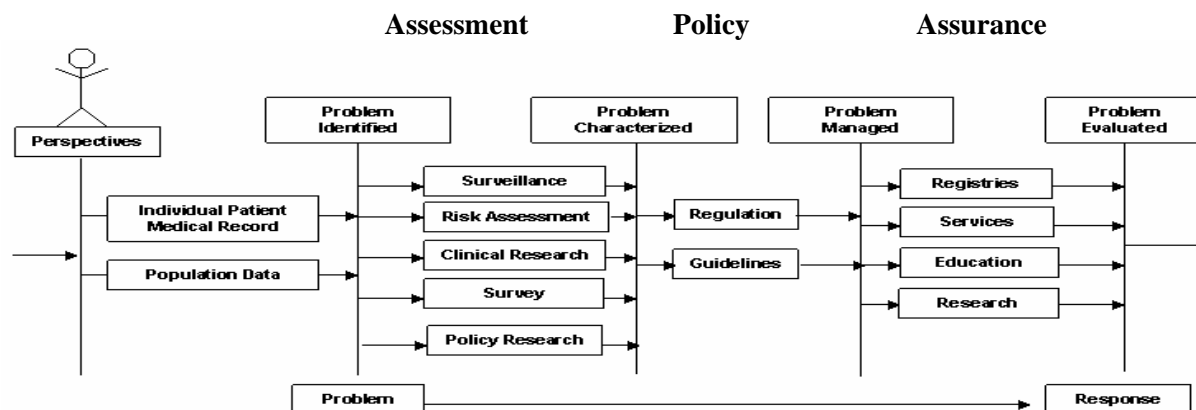 Assessment Policy Assurance
Problem
Identified
Problem
Characterized
Problem
Managed
Problem
Evaluated
Perspectives
Individual Patient
Medical Record
Population Data
Surveillance
Risk Assessment
Clinical Research
Survey
Policy Research
Regulation
Guidelines
Registries
Services
Education
Research
Problem
Response